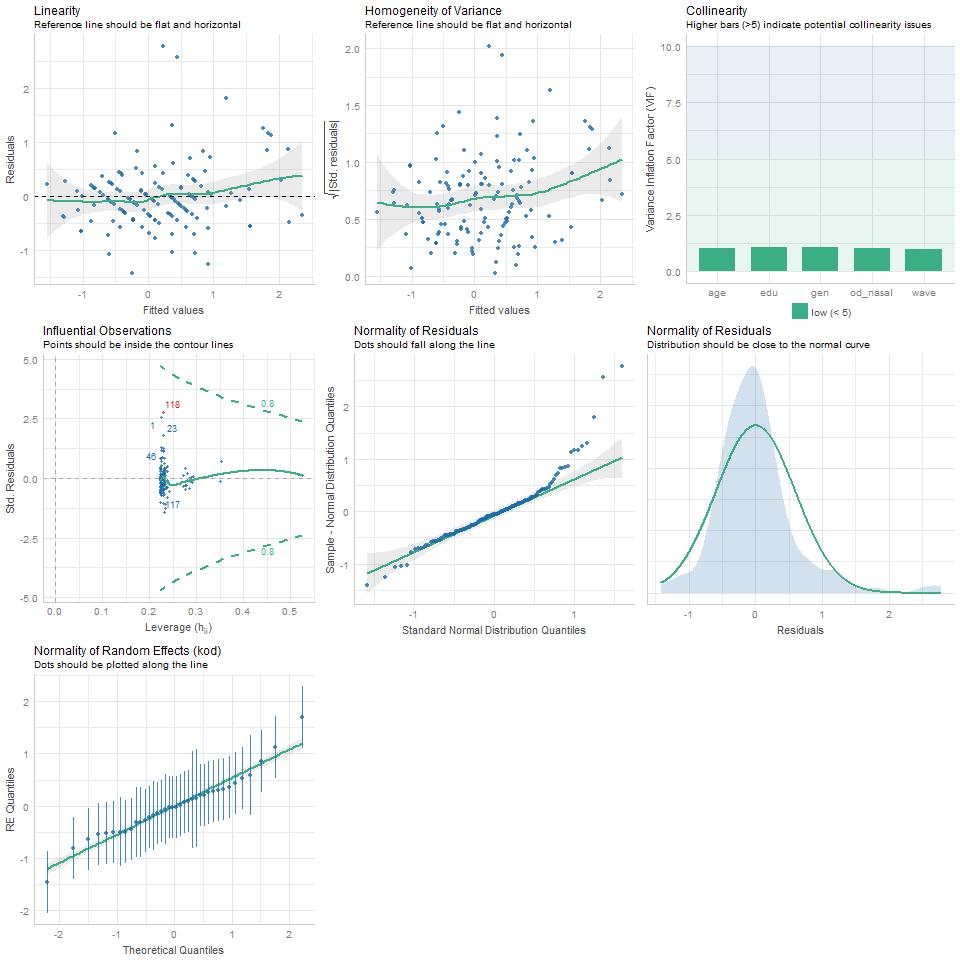 Linearity
Reference line should be flat and horizontal
Residuals
2
1
0
-1
-1
0
1
2
Fitted values
Homogeneity of Variance
Reference line should be flat and horizontal
√|Std. residuals|
2.0
1.5
1.0
0.5
0.0
-1
0
1
2
Fitted values
Collinearity
Higher bars (>5) indicate potential collinearity issues
Variance Inflation Factor (VIF)
10.0
7.5
5.0
2.5
0.0
age
edu
gen
od_nasal
wave
low (< 5)
Influential Observations
Points should be inside the contour lines
Std. Residuals
5.0
2.5
0.0
-2.5
-5.0
0.8
118
1
23
46
117
0.8
0.0
0.1
0.2
0.3
0.4
0.5
Leverage (hii)
Normality of Residuals
Dots should fall along the line
Sample - Normal Distribution Quantiles
2
1
0
-1
-1
0
1
Standard Normal Distribution Quantiles
Normality of Residuals
Distribution should be close to the normal curve
-1
0
1
2
Residuals
Normality of Random Effects (kod)
Dots should be plotted along the line
RE Quantiles
2
1
0
-1
-2
-2
-1
0
1
2
Theoretical Quantiles